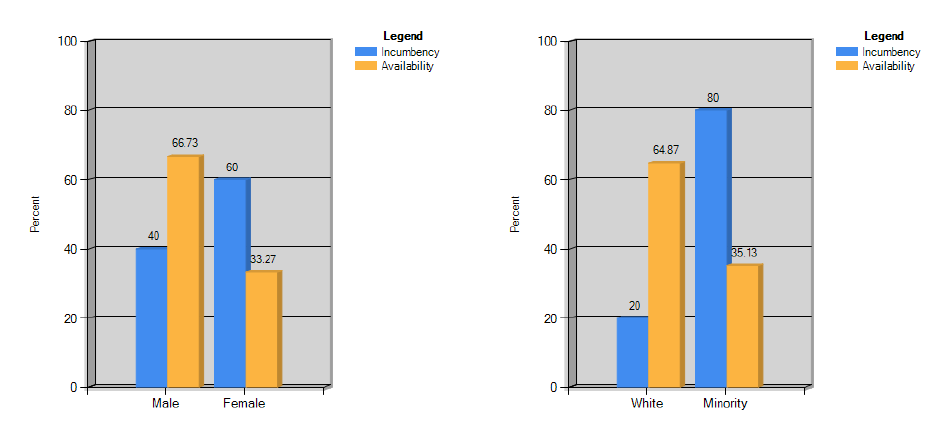 Legend
Incumbency
Availability
100
80
60
40
20
0
Percent
40
66.73
60
33.27
Male
Female
Legend
Incumbency
Availability
100
80
60
40
20
0
Percent
20
64.87
80
35.13
White
Minority